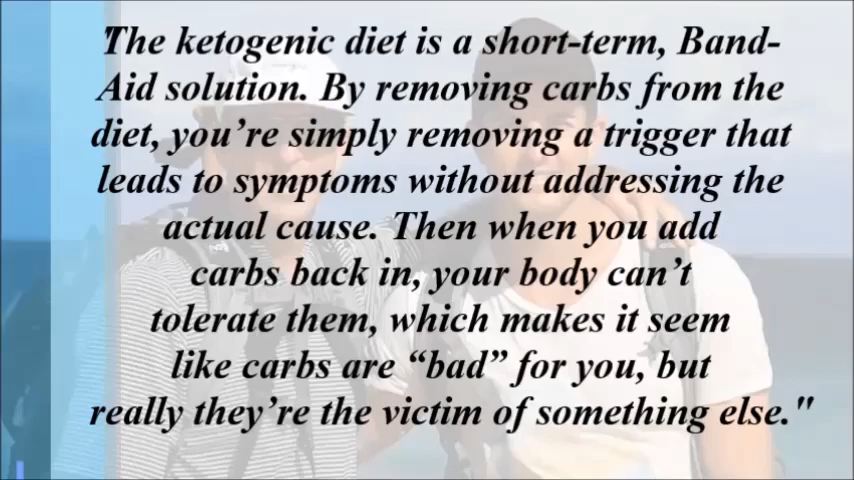 The ketogenic diet is a short-term, Band-
Aid solution. By removing carbs from the
diet, you’re simply removing a trigger that
leads to symptoms without addressing the
actual cause. Then when you add
carbs back in, your body can’t
tolerate them, which makes it seem
like carbs are “bad” for you, but
really they’re the victim of something else."